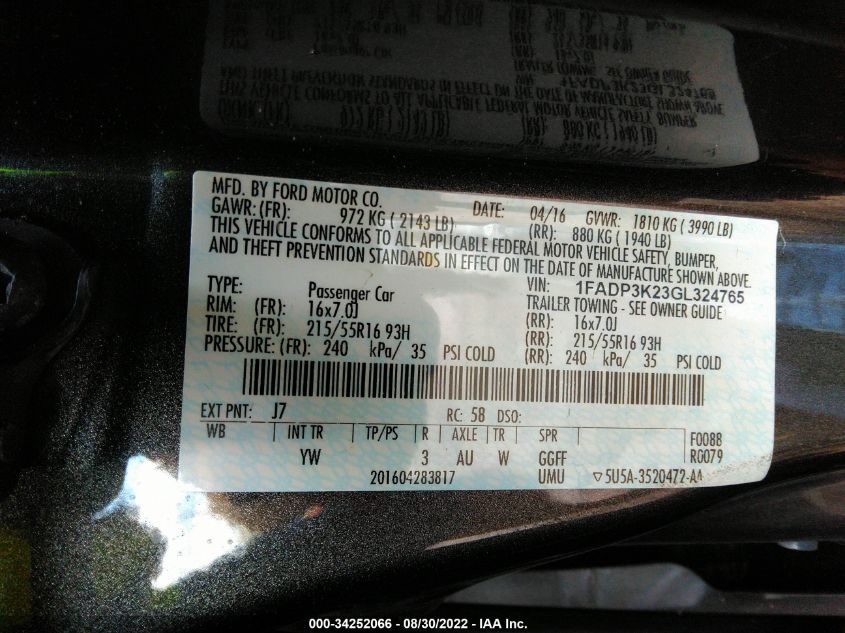 MFD. BY FORD MOTOR CO. DATE: 04/16 GVWR: 1810 KG ( 3990 LB)
GAWR: (FR): 972 KG ( 2143 LB) (RR): 880 KG ( 1940 LB)
THIS VEHICLE CONFORMS TO ALL APPLICABLE FEDERAL MOTOR VEHICLE SAFETY, BUMPER,
AND THEFT PREVENTION STANDARDS IN EFFECT ON THE DATE OF MANUFACTURE SHOWN ABOVE.
VIN: 1FADP3K23GL324765
TYPE: Passenger Car TRAILER TOWING - SEE OWNER GUIDE
RIM: (FR): 16x7.0J (RR): 16x7.0J
TIRE: (FR): 215/55R16 93H (RR): 215/55R16 93H
PRESSURE: (FR): 240 kPa/ 35 PSI COLD (RR): 240 kPa/ 35 PSI COLD
EXT PNT: J7 RC: 58 DSO:
WB INT TR TP/PS R AXLE TR SPR F0088
YW 3 AU W GGFF R0079
201604283817 UMU 5U5A-3520472-AA
000-34252066 - 08/30/2022 - IAA Inc.